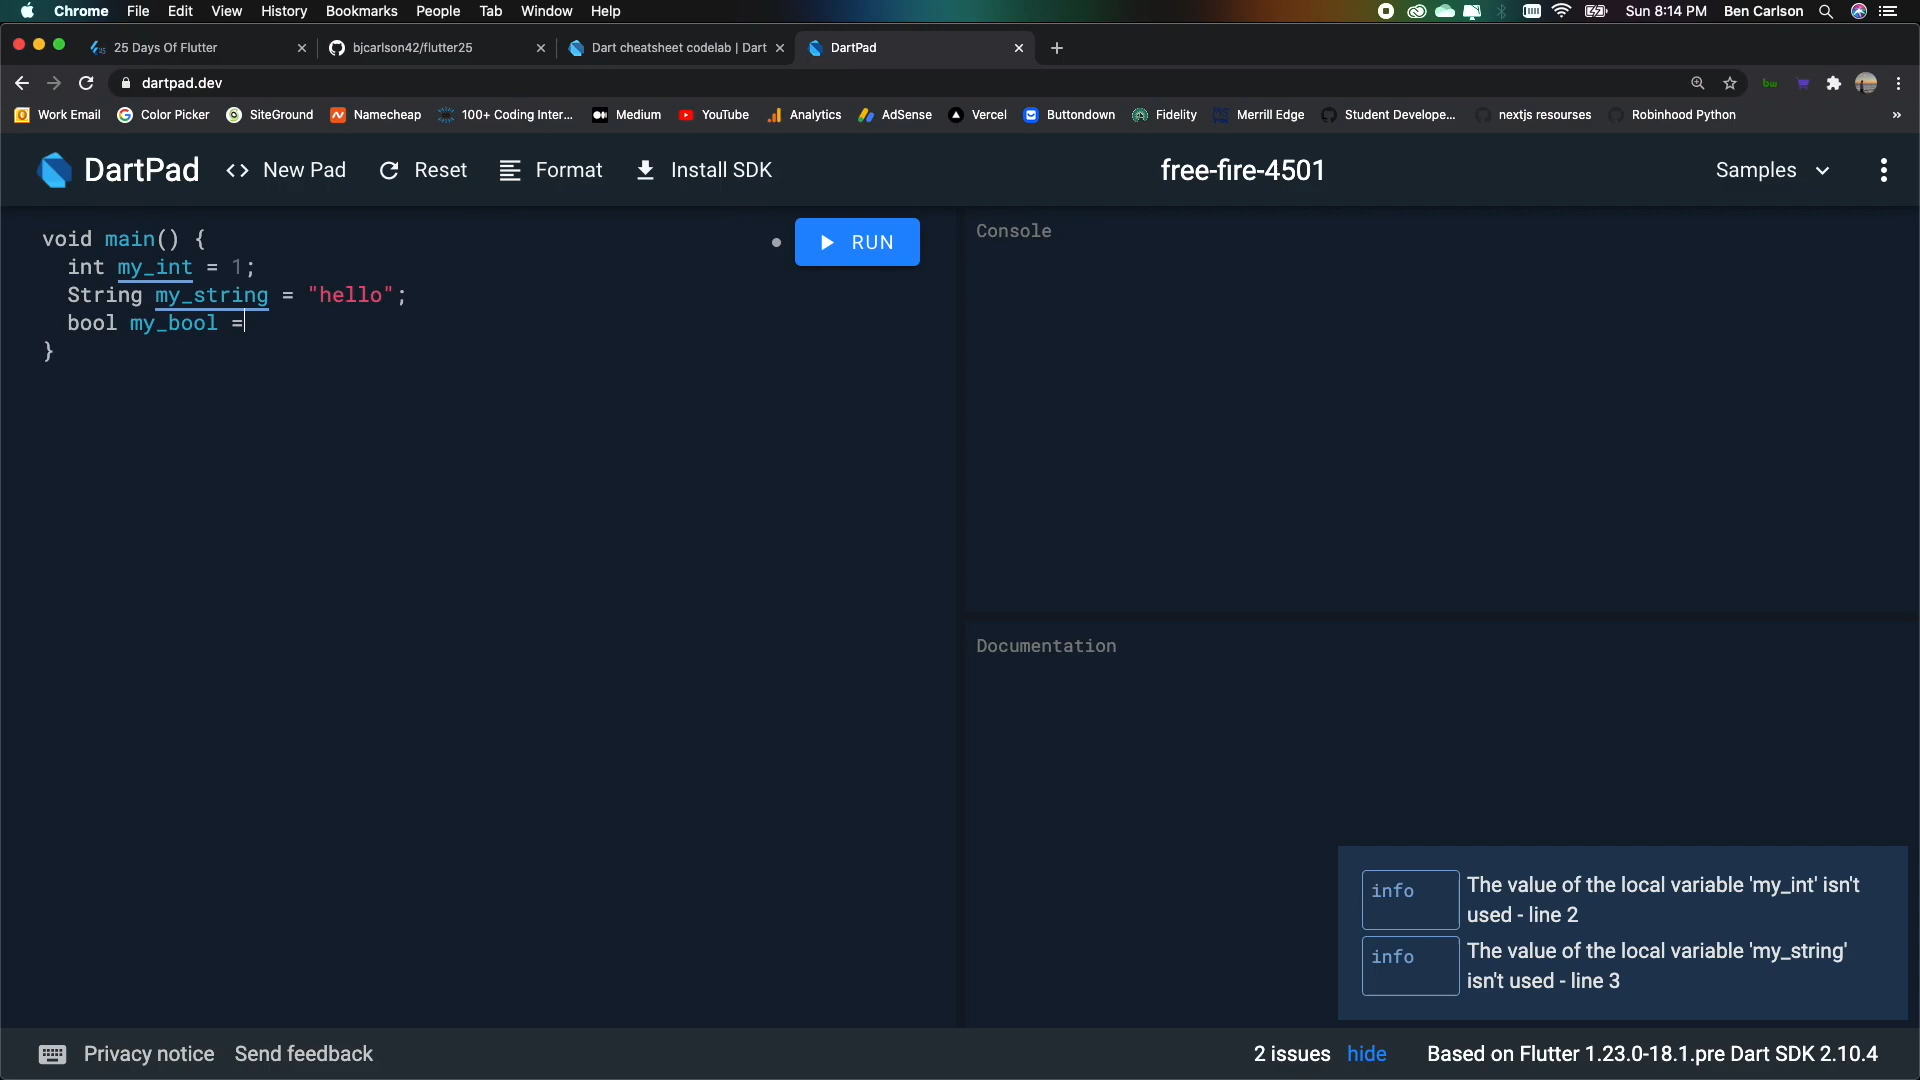 Chrome File Edit View History Bookmarks People Tab Window Help Sun 8:14 PM Ben Carlson
25 Days Of Flutter bjcarlson42/flutter25 Dart cheatsheet codelab | Dart DartPad
dartpad.dev
Work Email Color Picker SiteGround Namecheap 100+ Coding Inter... Medium YouTube Analytics AdSense Vercel Buttondown Fidelity Merrill Edge Student Develope... nextjs resourses Robinhood Python »
DartPad <> New Pad Reset Format Install SDK free-fire-4501 Samples
void main() {
int my_int = 1;
String my_string = "hello";
bool my_bool =
}
RUN
Console
Documentation
info The value of the local variable 'my_int' isn't
used - line 2
info The value of the local variable 'my_string'
isn't used - line 3
Privacy notice Send feedback 2 issues hide Based on Flutter 1.23.0-18.1.pre Dart SDK 2.10.4